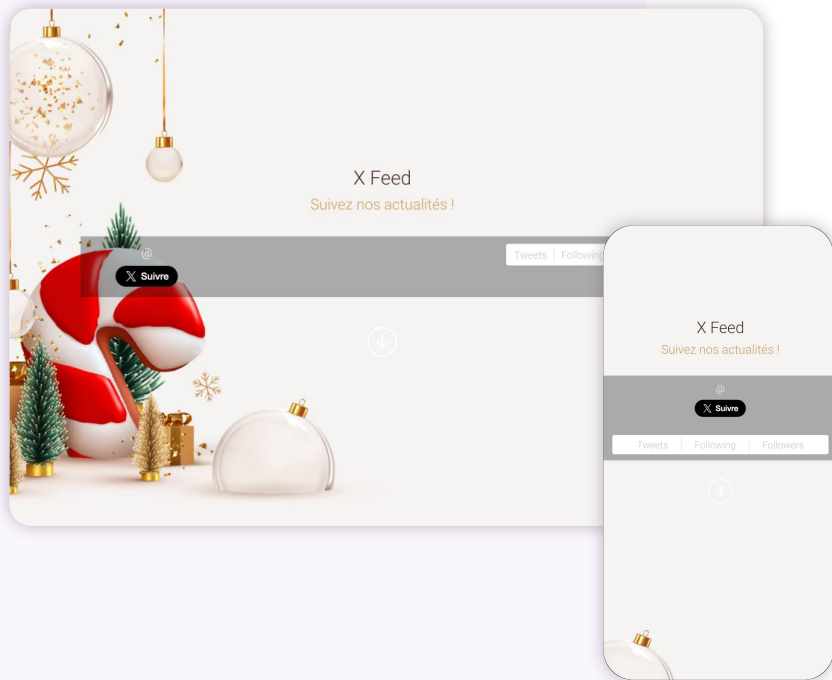 X Feed
Suivez nos actualités !
@
Tweets Following
X Suivre
X Feed
Suivez nos actualités !
@
X Suivre
Tweets Following Followers